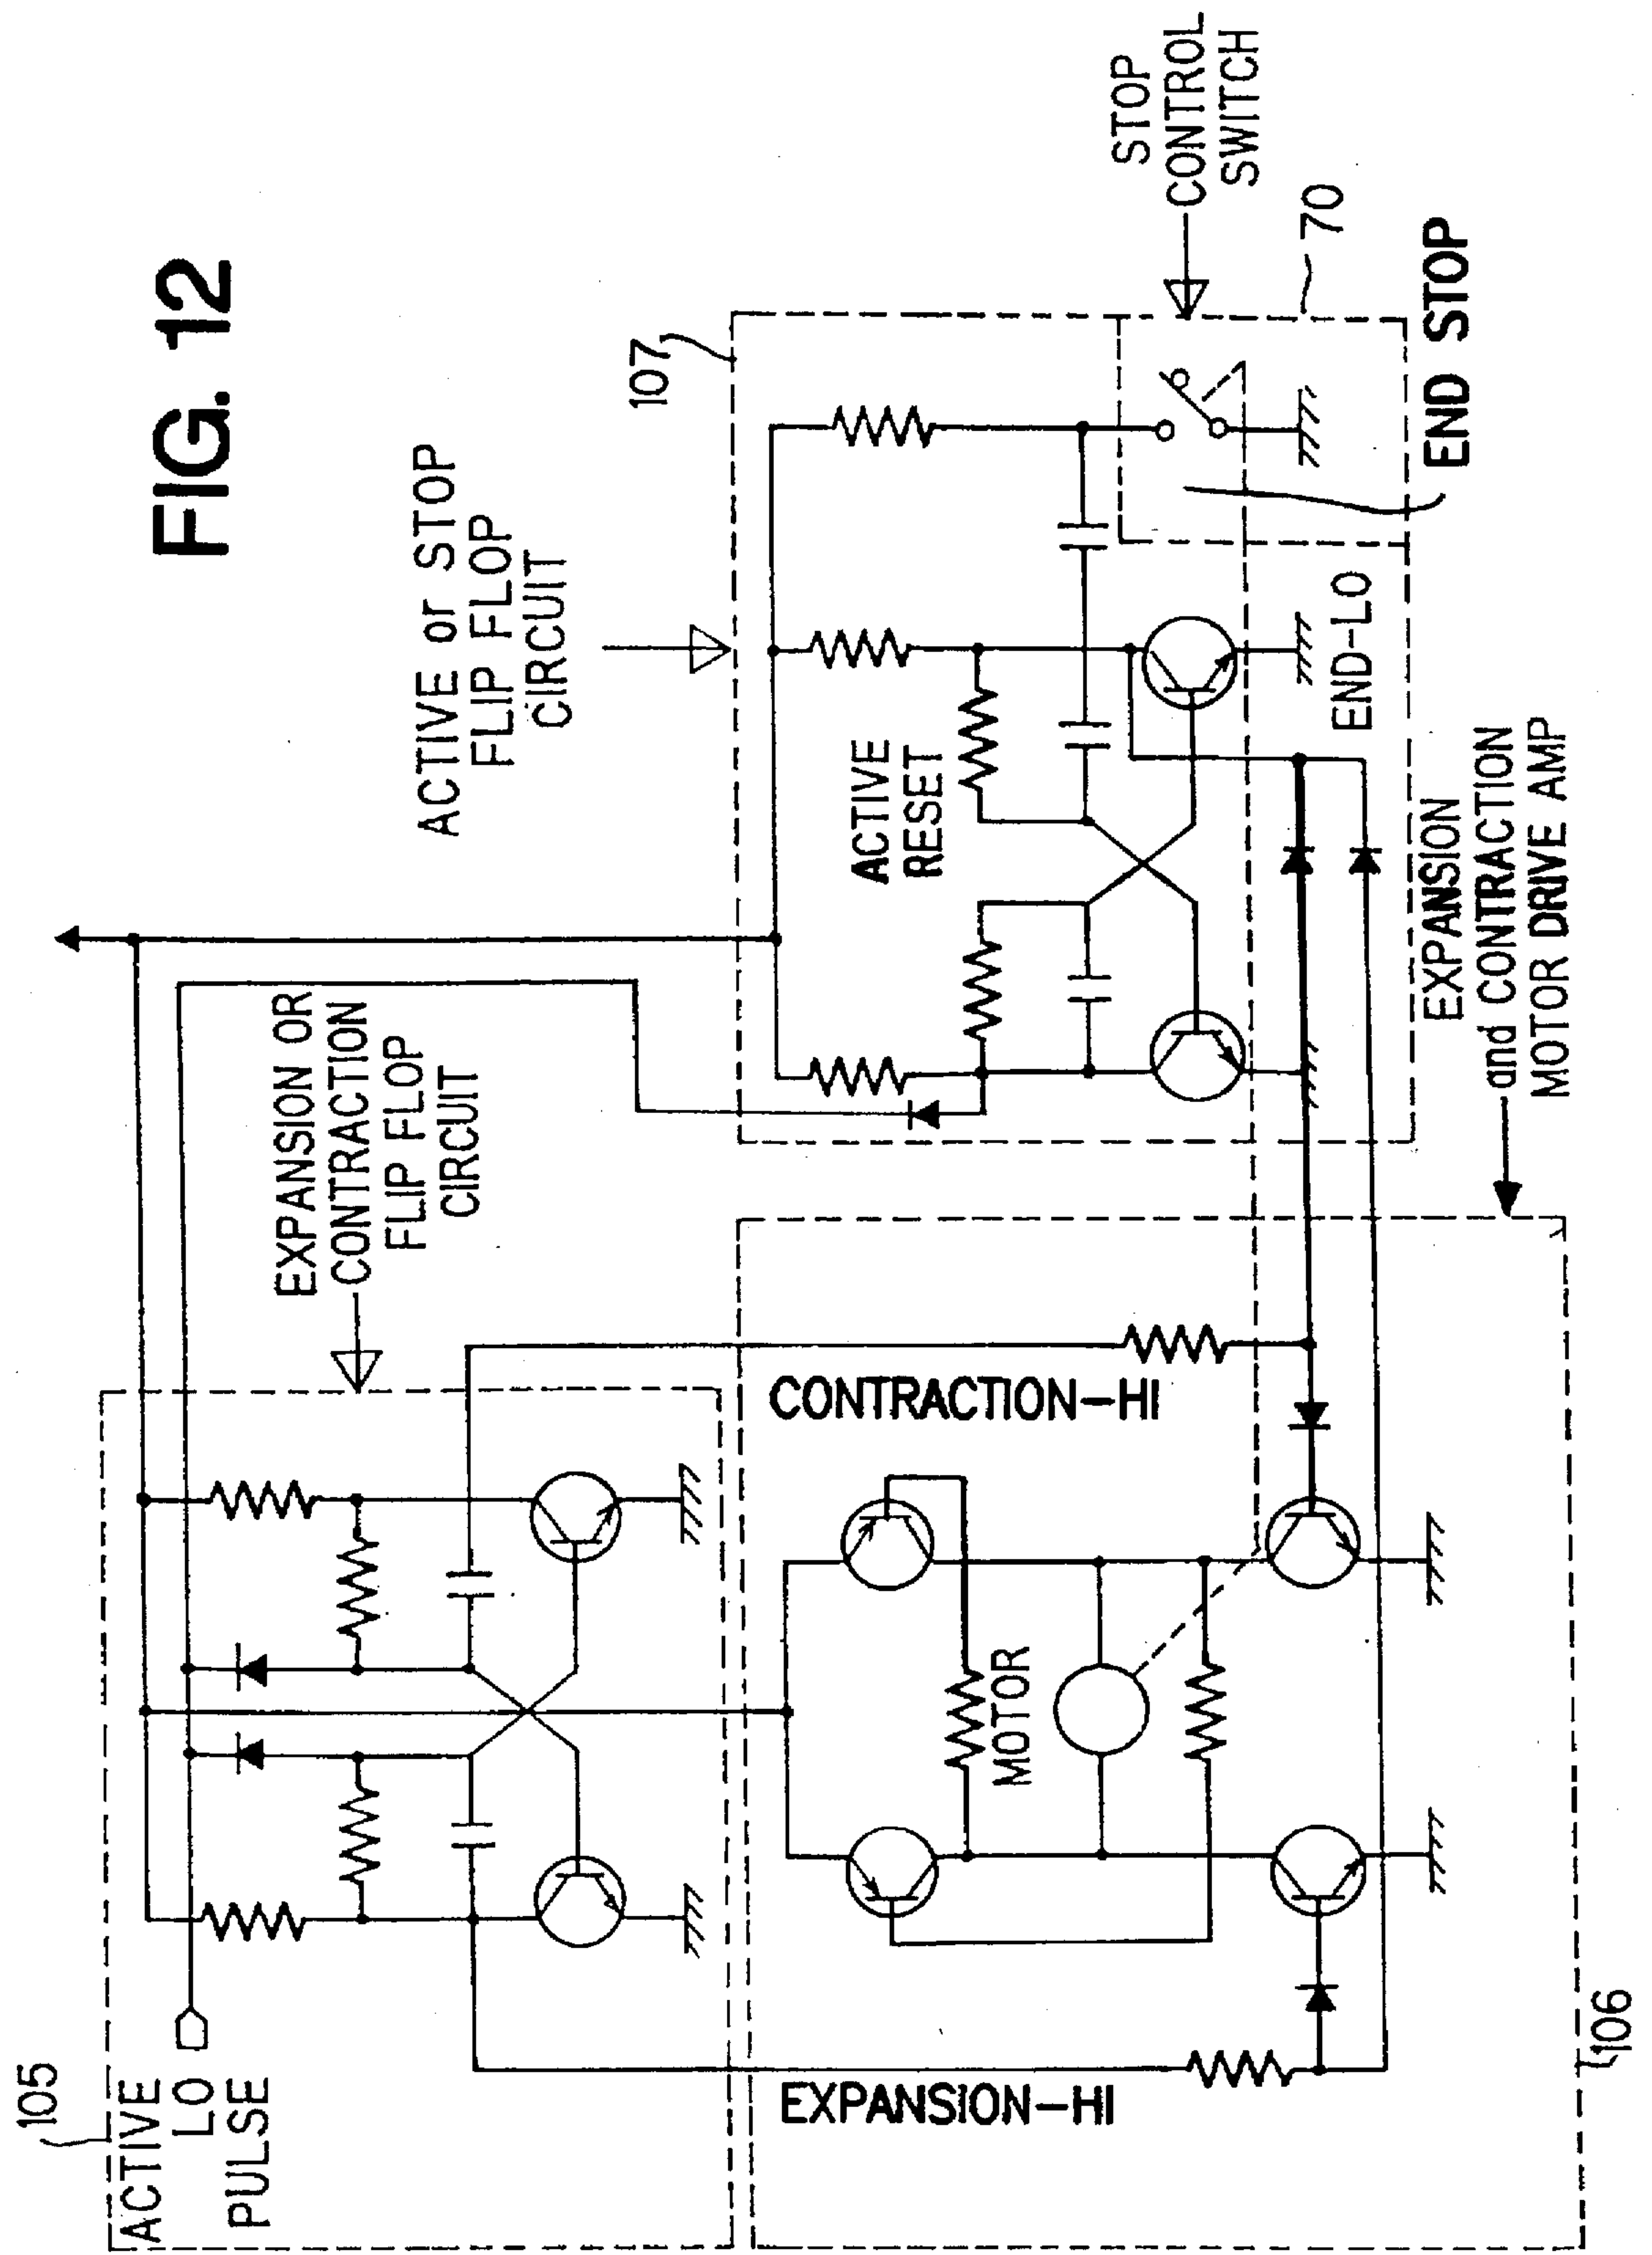 FIG. 12
105
ACTIVE
LO
PULSE
EXPANSION OR
CONTRACTION
FLIP FLOP
CIRCUIT
ACTIVE or STOP
FLIP FLOP
CIRCUIT
107
STOP
CONTROL
SWITCH
70
END STOP
ACTIVE
RESET
END-LO
EXPANSION
and CONTRACTION
MOTOR DRIVE AMP
CONTRACTION-HI
MOTOR
EXPANSION-HI
106